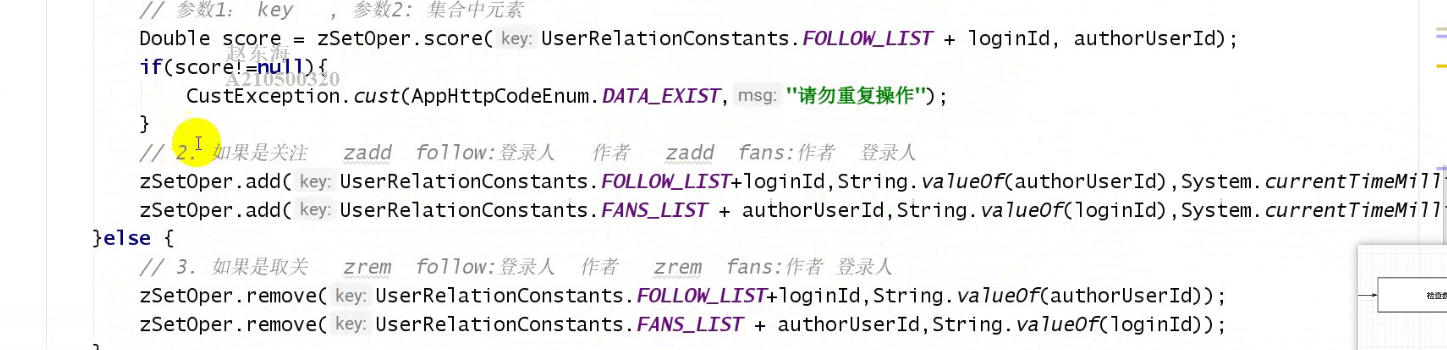 // 参数1： key , 参数2: 集合中元素
Double score = zSetOper.score( key: UserRelationConstants.FOLLOW_LIST + loginId, authorUserId);
赵东海
if(score!=null){
A210500320
CustException.cust(AppHttpCodeEnum.DATA_EXIST, msg: "请勿重复操作");
}
// 2. 如果是关注 zadd follow:登录人 作者 zadd fans:作者 登录人
zSetOper.add( key: UserRelationConstants.FOLLOW_LIST+loginId,String.valueOf(authorUserId),System.currentTimeMill
zSetOper.add( key: UserRelationConstants.FANS_LIST + authorUserId,String.valueOf(loginId),System.currentTimeMill
}else {
// 3. 如果是取关 zrem follow:登录人 作者 zrem fans:作者 登录人
zSetOper.remove( key: UserRelationConstants.FOLLOW_LIST+loginId,String.valueOf(authorUserId));
检查
zSetOper.remove( key: UserRelationConstants.FANS_LIST + authorUserId,String.valueOf(loginId));